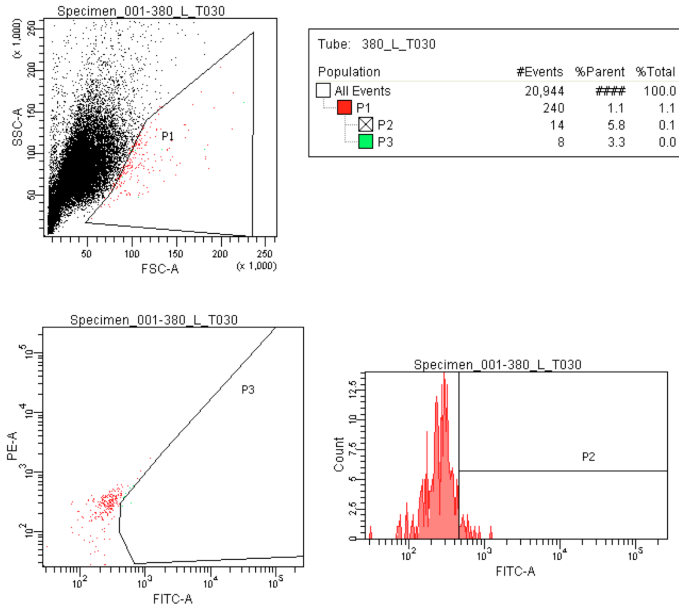 Specimen_001-380_L_T030
SSC-A
(x 1,000)
250
200
150
100
50
P1
50 100 150 200 250
FSC-A
(x 1,000)
Tube: 380_L_T030
Population #Events %Parent %Total
All Events 20,944 #### 100.0
P1 240 1.1 1.1
P2 14 5.8 0.1
P3 8 3.3 0.0
Specimen_001-380_L_T030
PE-A
10^5
10^4
10^3
10^2
P3
10^2 10^3 10^4 10^5
FITC-A
Specimen_001-380_L_T030
Count
12.5
10
7.5
5
2.5
0
P2
10^2 10^3 10^4 10^5
FITC-A